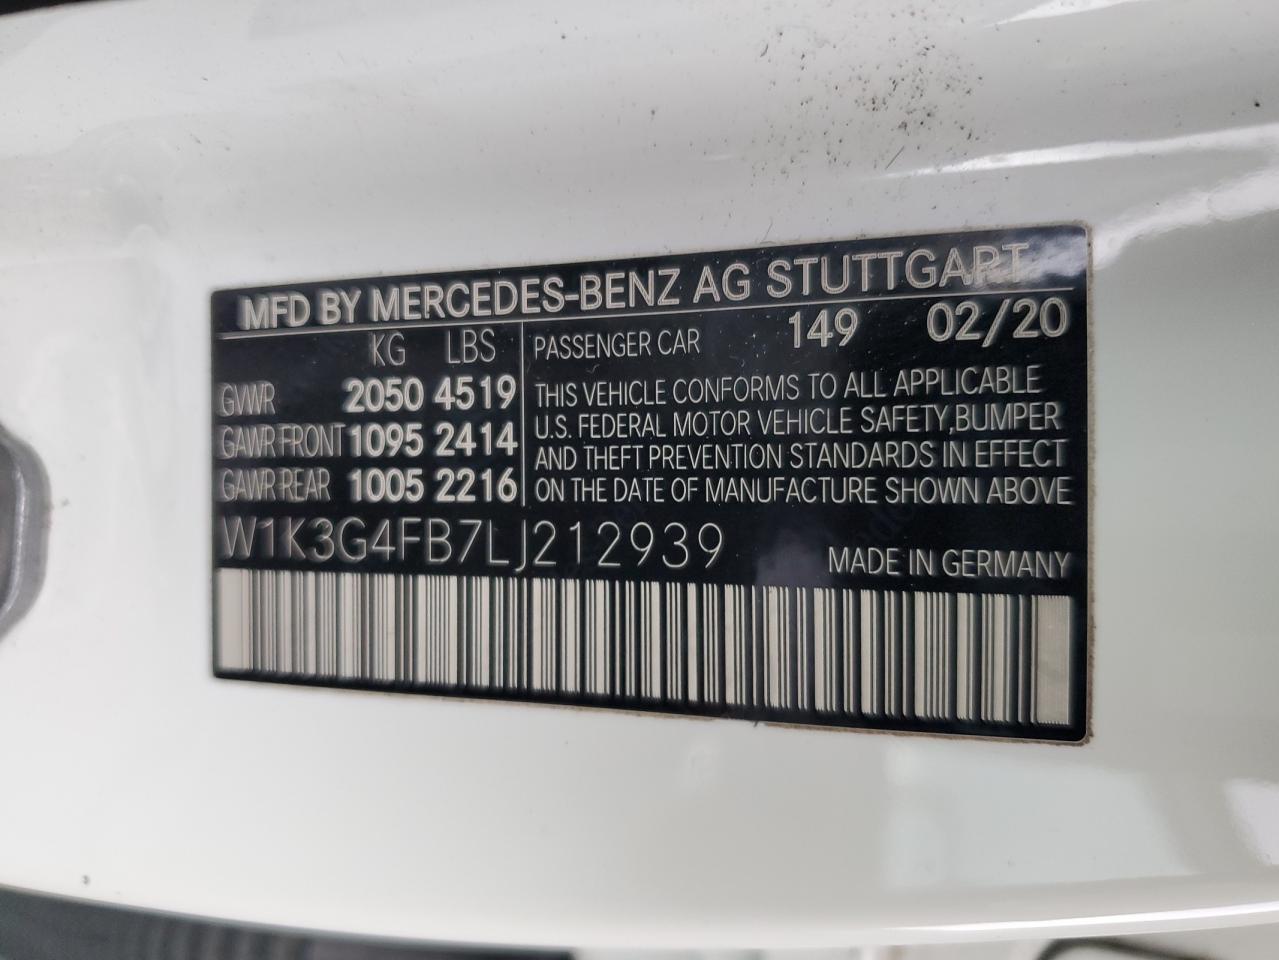 MFD BY MERCEDES-BENZ AG STUTTGART
KG LBS
GVWR 2050 4519
GAWR FRONT 1095 2414
GAWR REAR 1005 2216
PASSENGER CAR 149 02/20
THIS VEHICLE CONFORMS TO ALL APPLICABLE
U.S. FEDERAL MOTOR VEHICLE SAFETY, BUMPER
AND THEFT PREVENTION STANDARDS IN EFFECT
ON THE DATE OF MANUFACTURE SHOWN ABOVE
W1K3G4FB7LJ212939
MADE IN GERMANY